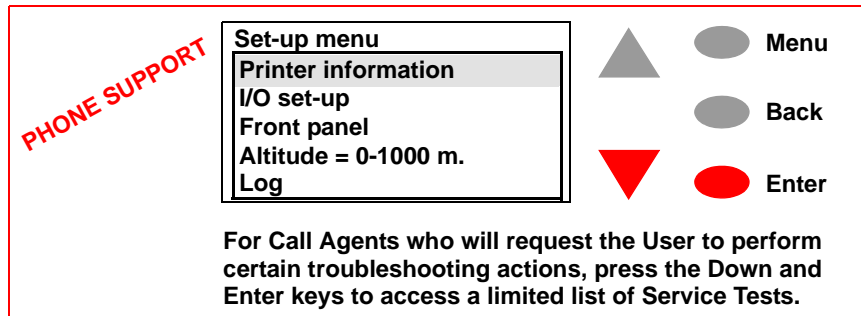 PHONE SUPPORT
Set-up menu
Printer information
I/O set-up
Front panel
Altitude = 0-1000 m.
Log
Menu
Back
Enter
For Call Agents who will request the User to perform
certain troubleshooting actions, press the Down and
Enter keys to access a limited list of Service Tests.